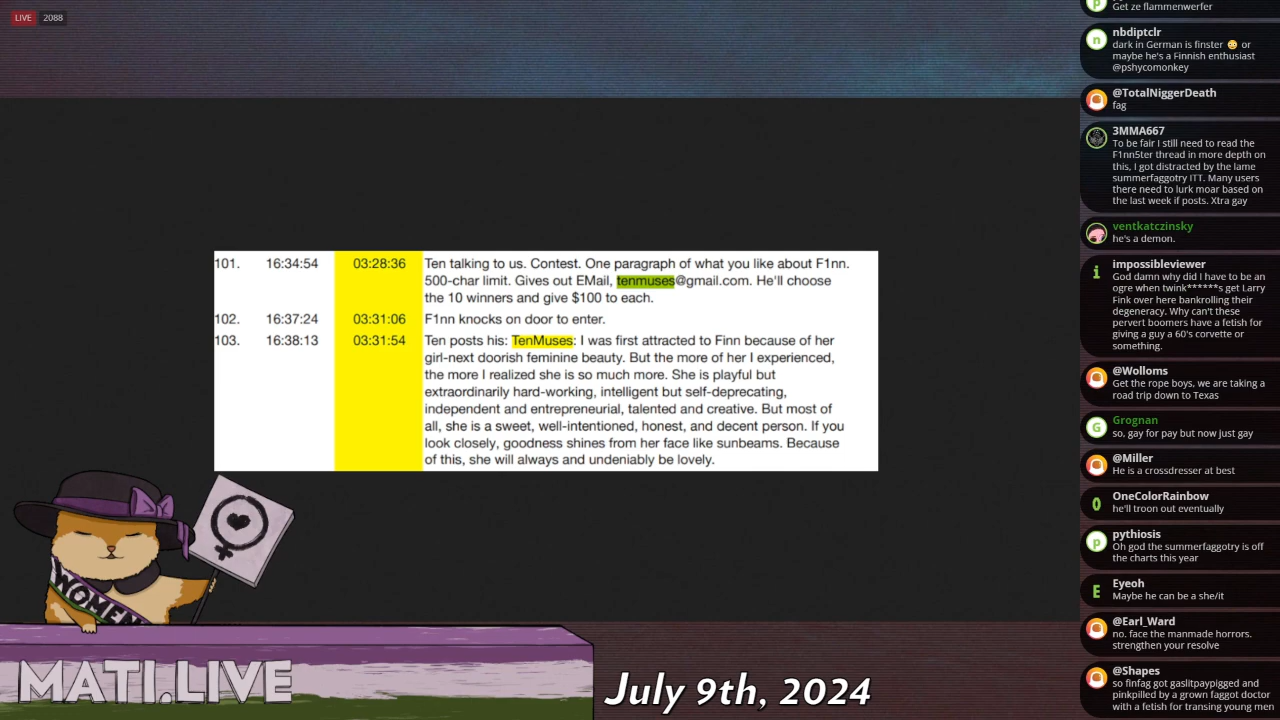 LIVE 2088
101. 16:34:54 03:28:36 Ten talking to us. Contest. One paragraph of what you like about F1nn.
500-char limit. Gives out EMail, tenmuses@gmail.com. He'll choose
the 10 winners and give $100 to each.
102. 16:37:24 03:31:06 F1nn knocks on door to enter.
103. 16:38:13 03:31:54 Ten posts his: TenMuses: I was first attracted to Finn because of her
girl-next doorish feminine beauty. But the more of her I experienced,
the more I realized she is so much more. She is playful but
extraordinarily hard-working, intelligent but self-deprecating,
independent and entrepreneurial, talented and creative. But most of
all, she is a sweet, well-intentioned, honest, and decent person. If you
look closely, goodness shines from her face like sunbeams. Because
of this, she will always and undeniably be lovely.
WOMEN
MATI.LIVE
July 9th, 2024
p
Get ze flammenwerfer
n
nbdiptclr
dark in German is finster 😳 or
maybe he's a Finnish enthusiast
@pshycomonkey
@TotalNiggerDeath
fag
3MMA667
To be fair I still need to read the
F1nn5ter thread in more depth on
this, I got distracted by the lame
summerfaggotry ITT. Many users
there need to lurk moar based on
the last week if posts. Xtra gay
ventkatczinsky
he's a demon.
i
impossibleviewer
God damn why did I have to be an
ogre when twink******s get Larry
Fink over here bankrolling their
degeneracy. Why can't these
pervert boomers have a fetish for
giving a guy a 60's corvette or
something.
@Wolloms
Get the rope boys, we are taking a
road trip down to Texas
G
Grognan
so, gay for pay but now just gay
@Miller
He is a crossdresser at best
O
OneColorRainbow
he'll troon out eventually
p
pythiosis
Oh god the summerfaggotry is off
the charts this year
E
Eyeoh
Maybe he can be a she/it
@Earl_Ward
no. face the manmade horrors.
strengthen your resolve
@Shapes
so finfag got gaslitpaypigged and
pinkpilled by a grown faggot doctor
with a fetish for transing young men